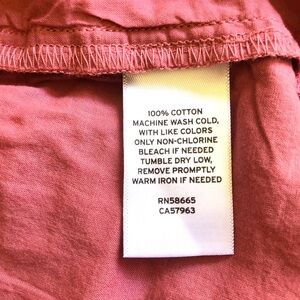 100% COTTON
MACHINE WASH COLD,
WITH LIKE COLORS
ONLY NON-CHLORINE
BLEACH IF NEEDED
TUMBLE DRY LOW,
REMOVE PROMPTLY
WARM IRON IF NEEDED
RN58665
CA57963